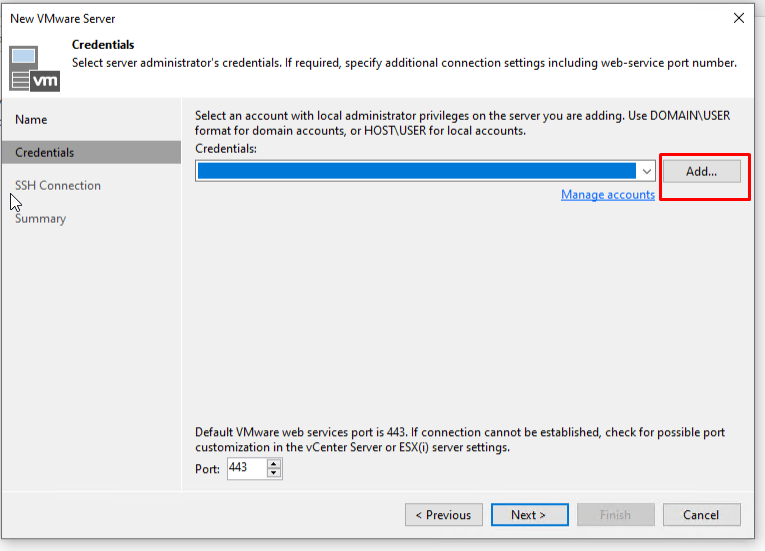 New VMware Server
Credentials
Select server administrator's credentials. If required, specify additional connection settings including web-service port number.
vm
Name
Credentials
SSH Connection
Summary
Select an account with local administrator privileges on the server you are adding. Use DOMAIN\USER
format for domain accounts, or HOST\USER for local accounts.
Credentials:
Add...
Manage accounts
Default VMware web services port is 443. If connection cannot be established, check for possible port
customization in the vCenter Server or ESX(i) server settings.
Port: 443
< Previous
Next >
Finish
Cancel